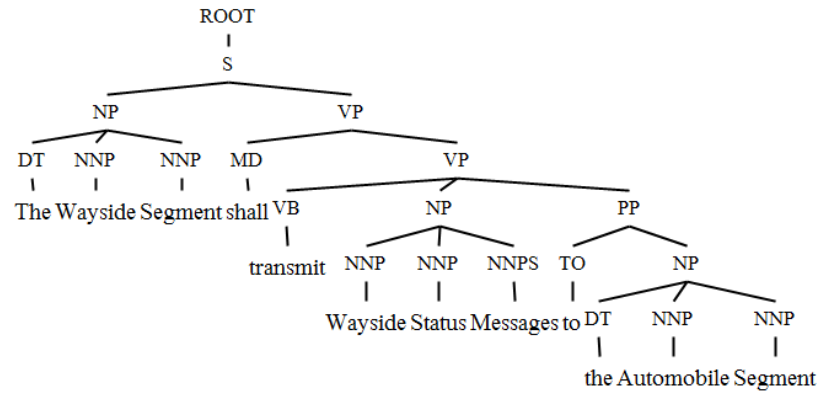 ROOT
S
NP VP
DT NNP NNP MD VP
The Wayside Segment shall VB NP PP
transmit NNP NNP NNPS TO NP
Wayside Status Messages to DT NNP NNP
the Automobile Segment